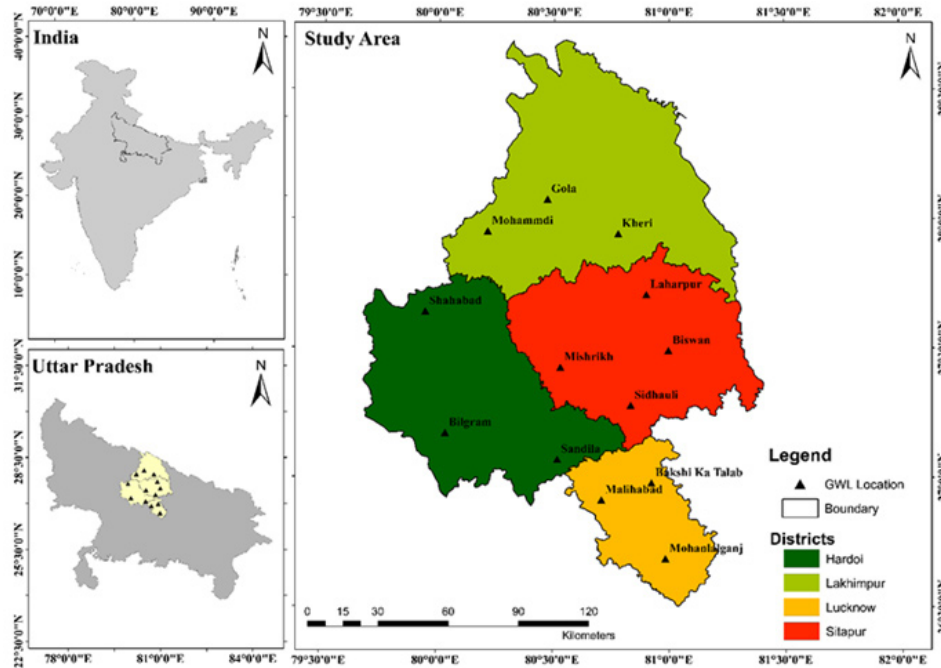 70°0'0"E 80°0'0"E 90°0'0"E
India
N
40°0'0"N
30°0'0"N
20°0'0"N
10°0'0"N
Uttar Pradesh
N
31°30'0"N
28°30'0"N
25°30'0"N
22°30'0"N
78°0'0"E 81°0'0"E 84°0'0"E
79°30'0"E 80°0'0"E 80°30'0"E 81°0'0"E 81°30'0"E 82°0'0"E
Study Area
N
Gola
Mohammdi
Kheri
Laharpur
Shahabad
Biswan
Mishrikh
Sidhauli
Bilgram
Sandila
Bakshi Ka Talab
Malihabad
Mohanlalganj
Legend
GWL Location
Boundary
Districts
Hardoi
Lakhimpur
Lucknow
Sitapur
0 15 30 60 90 120
Kilometers
79°30'0"E 80°0'0"E 80°30'0"E 81°0'0"E 81°30'0"E 82°0'0"E